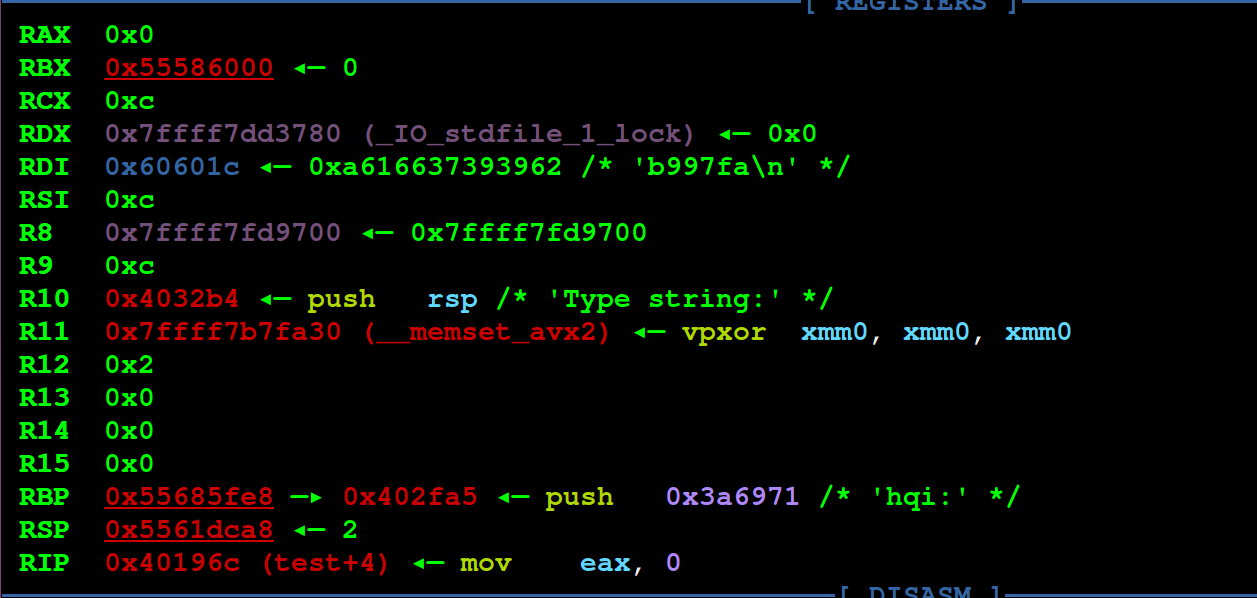 [ REGISTERS ]
RAX 0x0
RBX 0x55586000 ◂— 0
RCX 0xc
RDX 0x7ffff7dd3780 (_IO_stdfile_1_lock) ◂— 0x0
RDI 0x60601c ◂— 0xa616637393962 /* 'b997fa\n' */
RSI 0xc
R8 0x7ffff7fd9700 ◂— 0x7ffff7fd9700
R9 0xc
R10 0x4032b4 ◂— push rsp /* 'Type string:' */
R11 0x7ffff7b7fa30 (__memset_avx2) ◂— vpxor xmm0, xmm0, xmm0
R12 0x2
R13 0x0
R14 0x0
R15 0x0
RBP 0x55685fe8 —▸ 0x402fa5 ◂— push 0x3a6971 /* 'hqi:' */
RSP 0x5561dca8 ◂— 2
RIP 0x40196c (test+4) ◂— mov eax, 0
[ DISASM ]